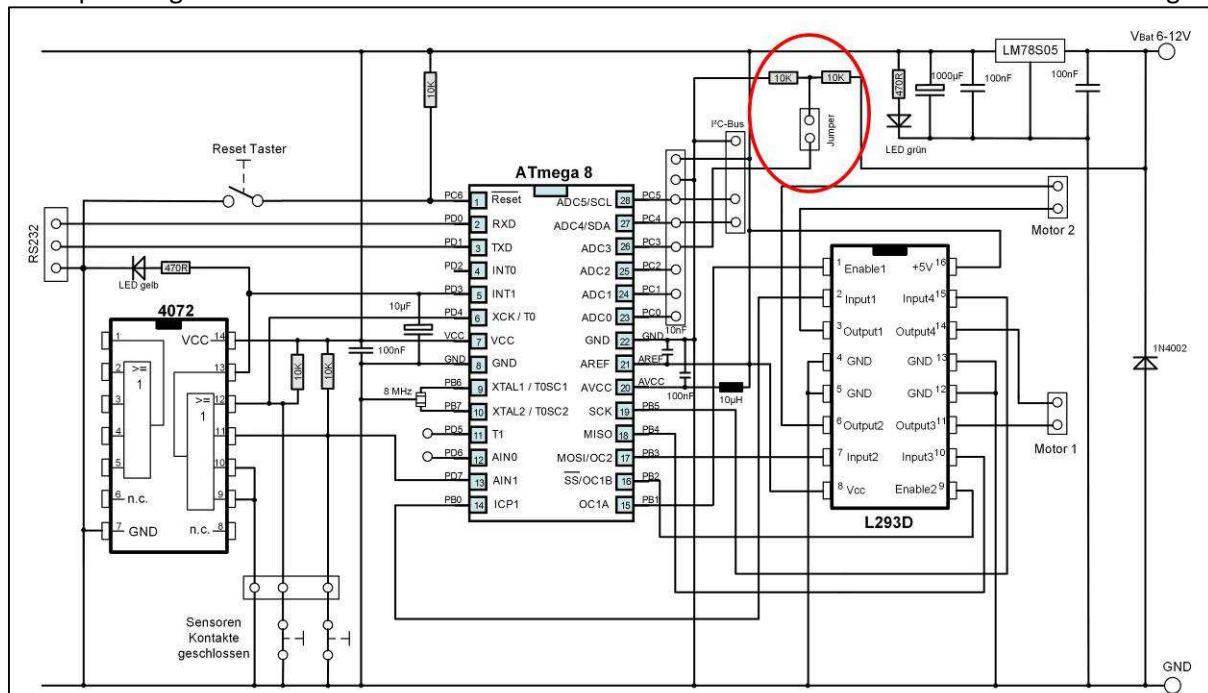 VBat 6-12V
LM78S05
10K
10K
10K
470R
1000µF
100nF
100nF
I²C-Bus
Jumper
LED grün
Reset Taster
ATmega 8
Motor 2
RS232
PC6 1 Reset
PD0 2 RXD
PD1 3 TXD
PD2 4 INT0
PD3 5 INT1
PD4 6 XCK / T0
VCC 7 VCC
GND 8 GND
PB6 9 XTAL1 / T0SC1
PB7 10 XTAL2 / T0SC2
PD5 11 T1
PD6 12 AIN0
PD7 13 AIN1
PB0 14 ICP1
ADC5/SCL 28 PC5
ADC4/SDA 27 PC4
ADC3 26 PC3
ADC2 25 PC2
ADC1 24 PC1
ADC0 23 PC0
GND 22 GND
AREF 21 AREF
AVCC 20 AVCC
SCK 19 PB5
MISO 18 PB4
MOSI/OC2 17 PB3
SS/OC1B 16 PB2
OC1A 15 PB1
LED gelb
470R
10µF
100nF
8 MHz
10K
10K
10nF
100nF
10µH
4072
1
2
3
4
5
6 n.c.
7 GND
VCC 14
13
12
11
10
9
n.c. 8
>=
1
>=
1
1 Enable1
2 Input1
3 Output1
4 GND
5 GND
6 Output2
7 Input2
8 Vcc
+5V 16
Input4 15
Output4 14
GND 13
GND 12
Output3 11
Input3 10
Enable2 9
L293D
1N4002
Motor 1
Sensoren
Kontakte
geschlossen
GND